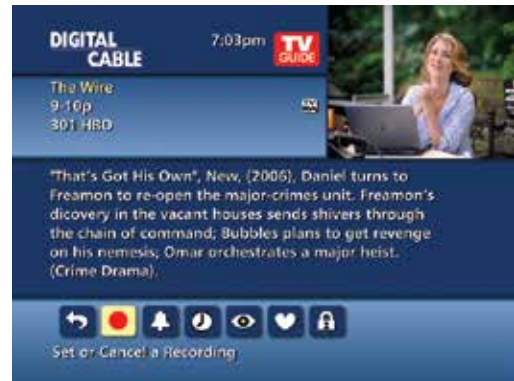 DIGITAL
CABLE
7:03pm
TV
GUIDE
The Wire
9-10p
301 HBO
"That's Got His Own", New, (2006), Daniel turns to
Freamon to re-open the major-crimes unit. Freamon's
dicovery in the vacant houses sends shivers through
the chain of command; Bubbles plans to get revenge
on his nemesis; Omar orchestrates a major heist.
(Crime Drama).
Set or Cancel a Recording